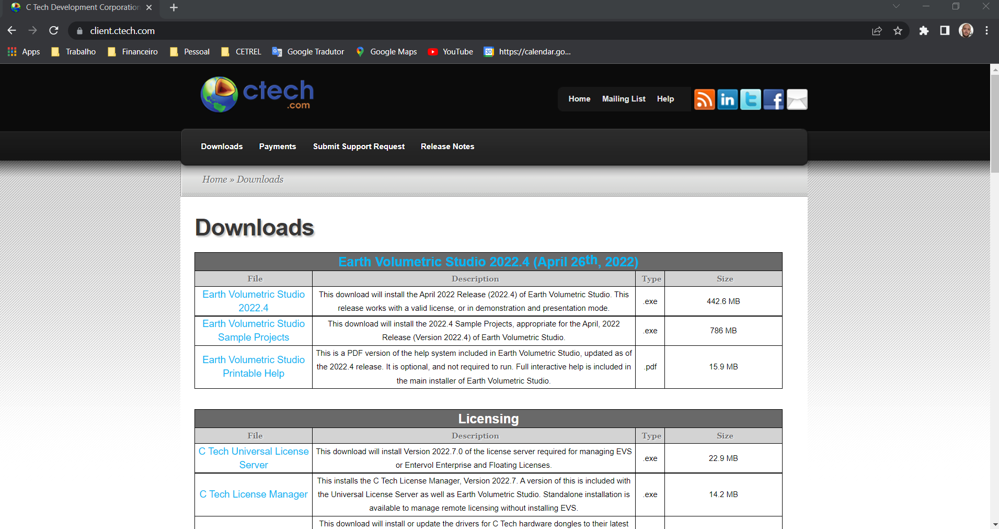 C Tech Development Corporation
client.ctech.com
Apps Trabalho Financeiro Pessoal CETREL Google Tradutor Google Maps YouTube 30 https://calendar.go...
ctech
.com
Home Mailing List Help
Downloads Payments Submit Support Request Release Notes
Home » Downloads
Downloads
Earth Volumetric Studio 2022.4 (April 26th, 2022)
File Description Type Size
Earth Volumetric Studio
2022.4
This download will install the April 2022 Release (2022.4) of Earth Volumetric Studio. This
release works with a valid license, or in demonstration and presentation mode.
.exe
442.6 MB
Earth Volumetric Studio
Sample Projects
This download will install the 2022.4 Sample Projects, appropriate for the April, 2022
Release (Version 2022.4) of Earth Volumetric Studio.
.exe
786 MB
Earth Volumetric Studio
Printable Help
This is a PDF version of the help system included in Earth Volumetric Studio, updated as of
the 2022.4 release. It is optional, and not required to run. Full interactive help is included in
the main installer of Earth Volumetric Studio.
.pdf
15.9 MB
Licensing
File Description Type Size
C Tech Universal License
Server
This download will install Version 2022.7.0 of the license server required for managing EVS
or Entervol Enterprise and Floating Licenses.
.exe
22.9 MB
C Tech License Manager
This installs the C Tech License Manager, Version 2022.7. A version of this is included with
the Universal License Server as well as Earth Volumetric Studio. Standalone installation is
available to manage remote licensing without installing EVS.
.exe
14.2 MB
This download will install or update the drivers for C Tech hardware dongles to their latest